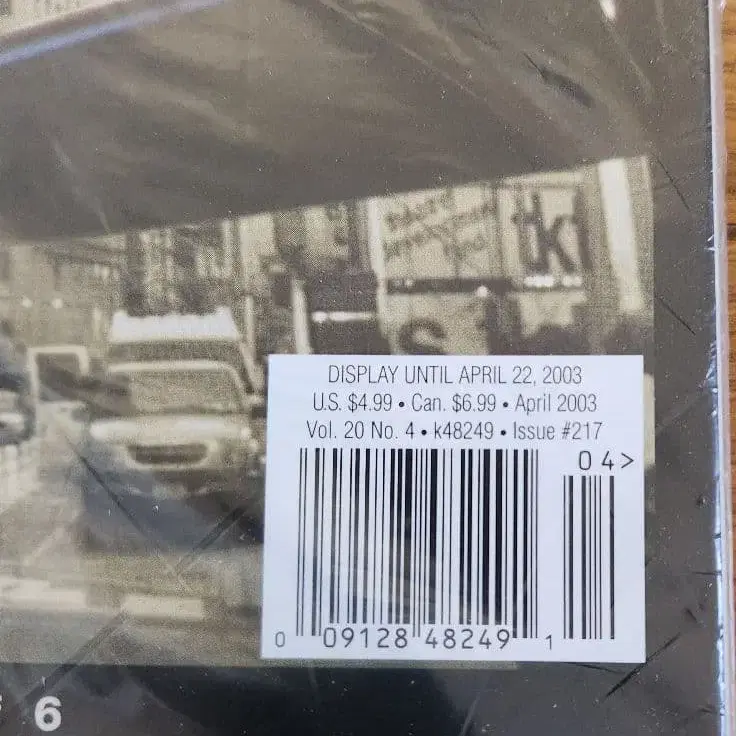 tkt
DISPLAY UNTIL APRIL 22, 2003
U.S. $4.99 • Can. $6.99 • April 2003
Vol. 20 No. 4 • k48249 • Issue #217
04>
0 09128 48249 1
6